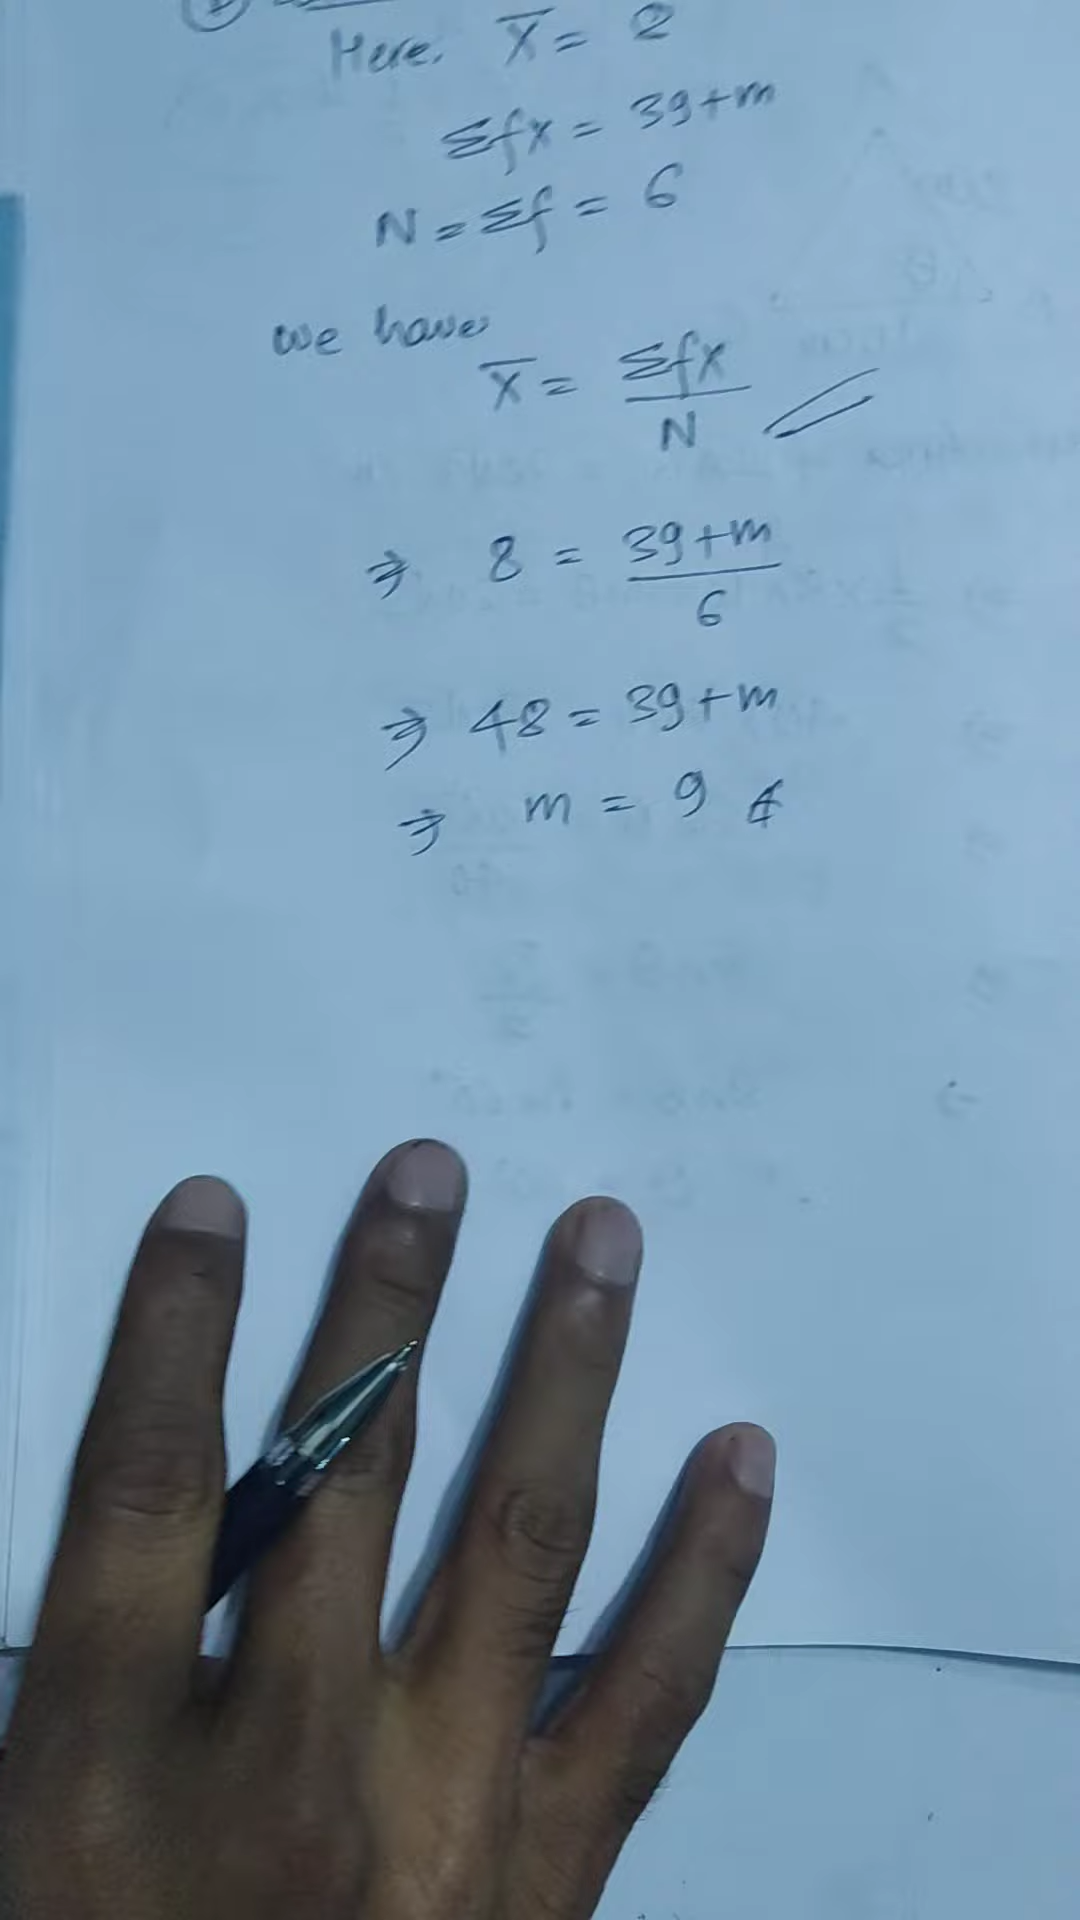 Here, X̄ = 8
Σfx = 39+m
N = Σf = 6
we have
X̄ = Σfx / N
⇒ 8 = 39+m / 6
⇒ 48 = 39+m
⇒ m = 9